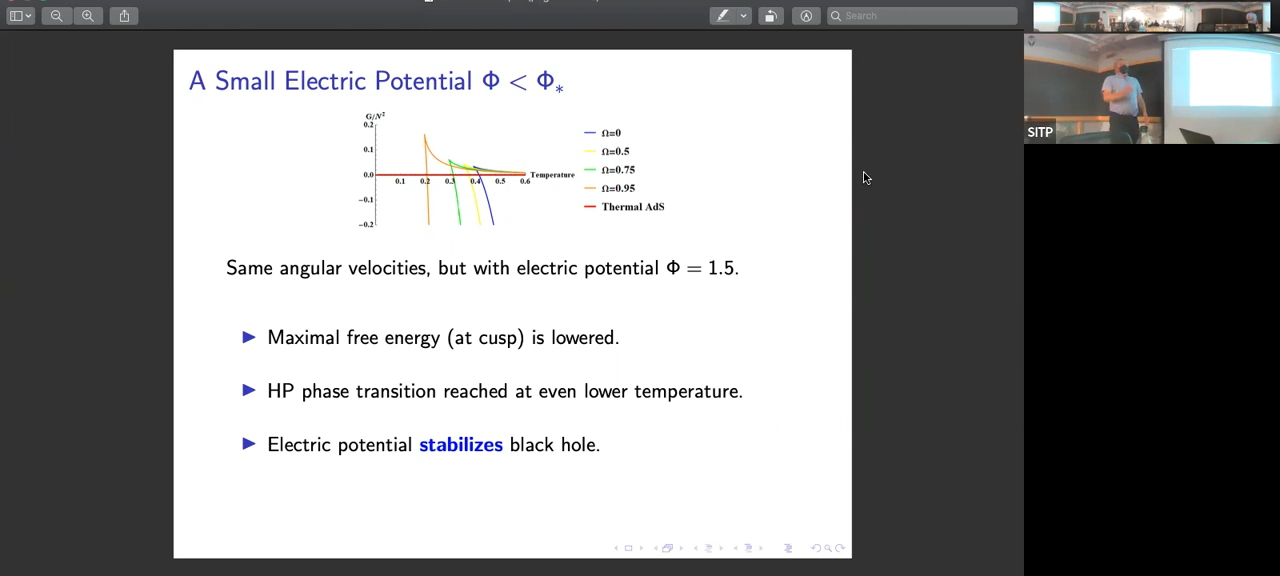 Search
A Small Electric Potential Φ < Φ∗
G/N²
0.2
0.1
0.0
−0.1
−0.2
0.1 0.2 0.3 0.4 0.5 0.6
Temperature
Ω=0
Ω=0.5
Ω=0.75
Ω=0.95
Thermal AdS
Same angular velocities, but with electric potential Φ = 1.5.
Maximal free energy (at cusp) is lowered.
HP phase transition reached at even lower temperature.
Electric potential stabilizes black hole.
SITP